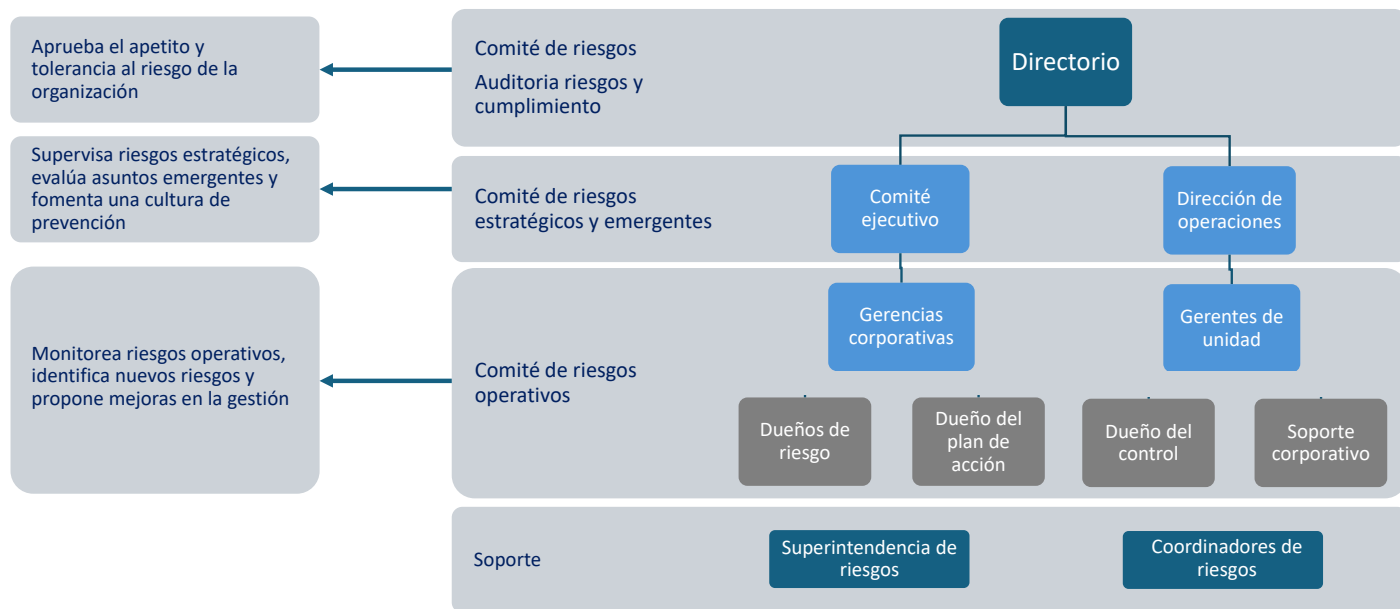 Aprueba el apetito y
tolerancia al riesgo de la
organización
Comité de riesgos
Auditoria riesgos y
cumplimiento
Directorio
Supervisa riesgos estratégicos,
evalúa asuntos emergentes y
fomenta una cultura de
prevención
Comité de riesgos
estratégicos y emergentes
Comité
ejecutivo
Dirección de
operaciones
Monitorea riesgos operativos,
identifica nuevos riesgos y
propone mejoras en la gestión
Comité de riesgos
operativos
Gerencias
corporativas
Gerentes de
unidad
Dueños de
riesgo
Dueño del
plan de
acción
Dueño del
control
Soporte
corporativo
Soporte
Superintendencia de
riesgos
Coordinadores de
riesgos